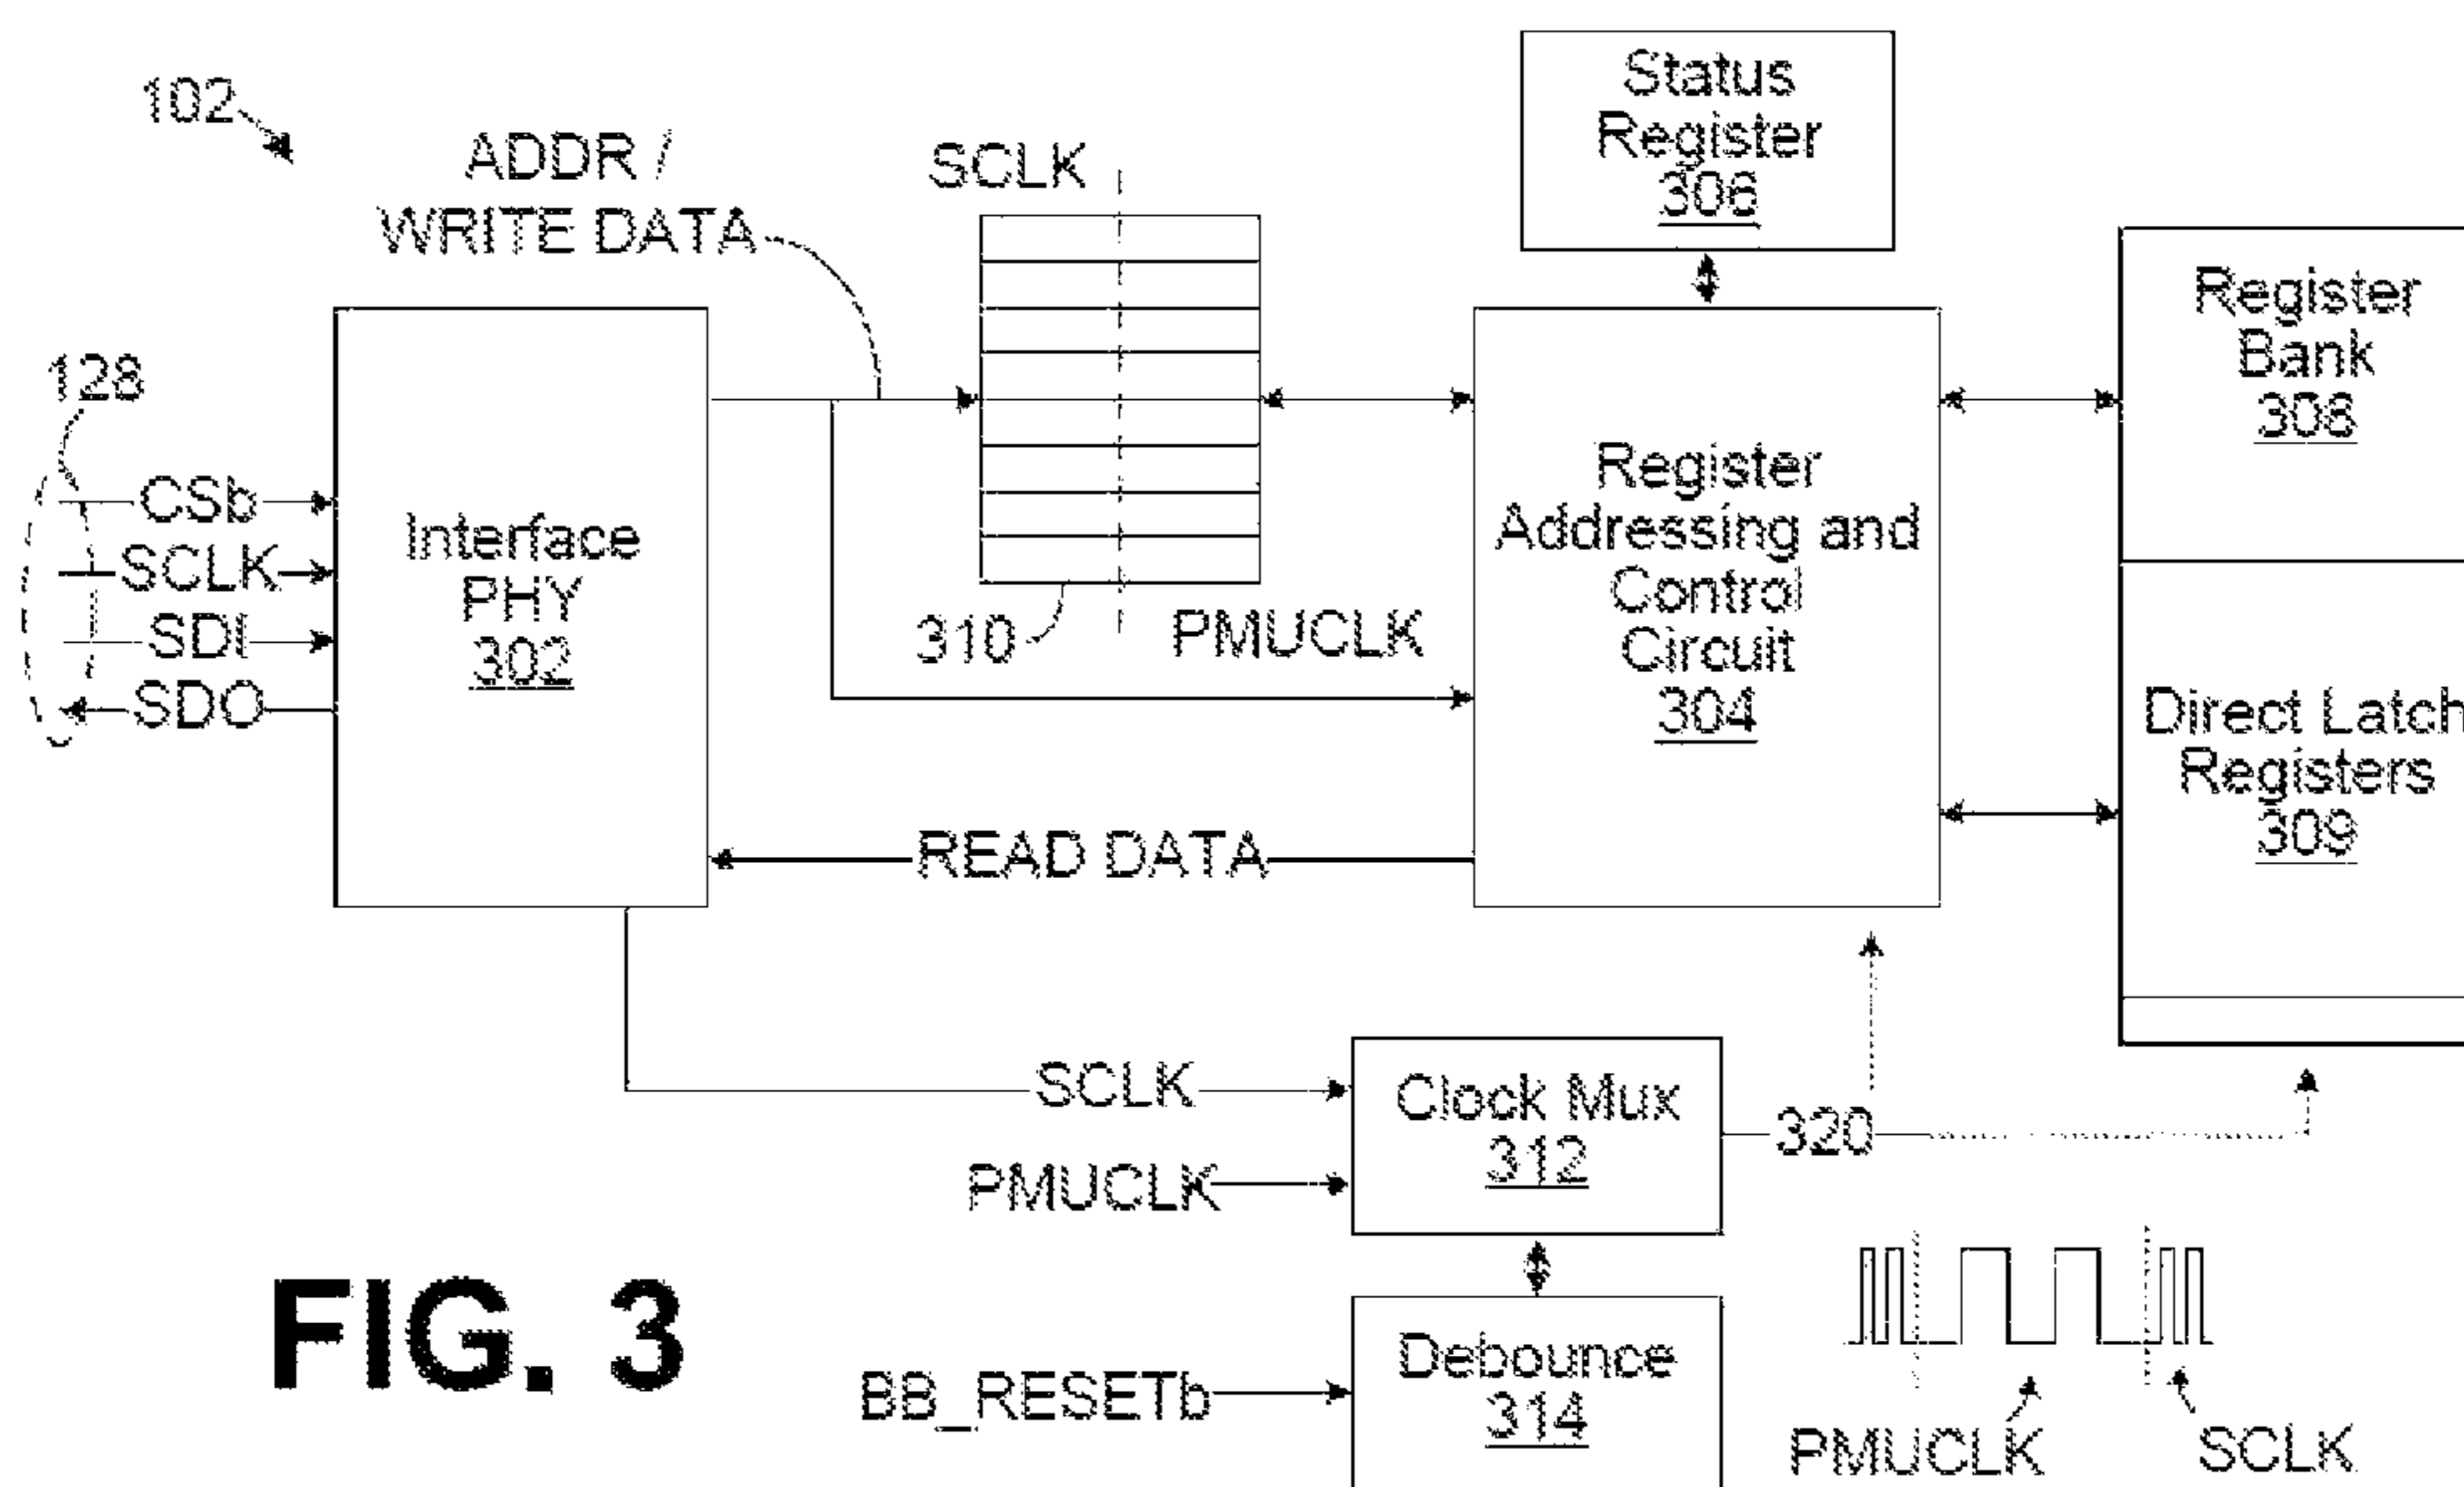 102
ADDR /
WRITE DATA
SCLK
Status
Register
306
128
CSb
SCLK
SDI
SDO
Interface
PHY
302
310
PMUCLK
Register
Addressing and
Control
Circuit
304
Register
Bank
308
Direct Latch
Registers
309
READ DATA
SCLK
PMUCLK
Clock Mux
312
320
BB_RESETb
Debounce
314
PMUCLK
SCLK
FIG. 3